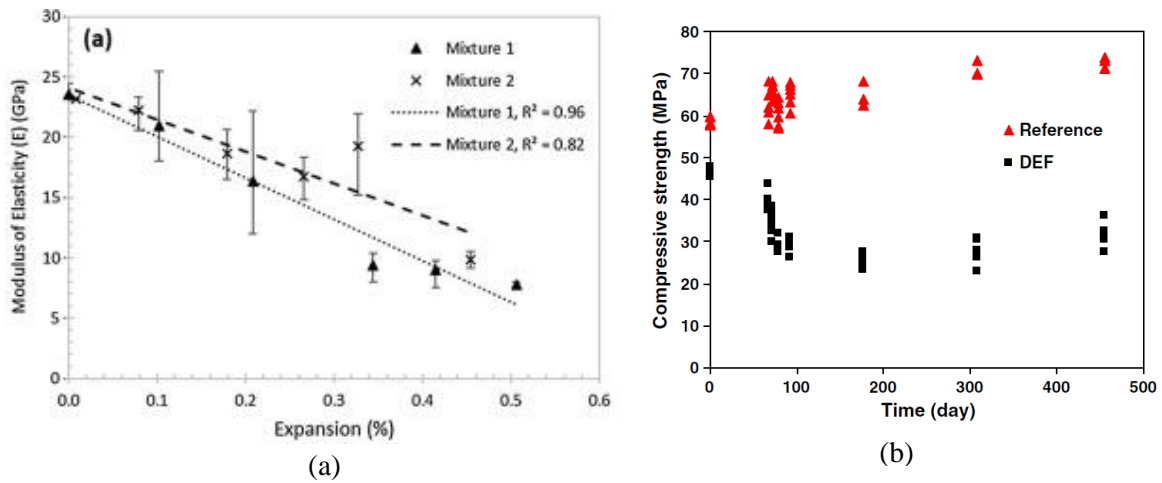 (a)
30
25
20
15
10
5
0
Modulus of Elasticity (E) (GPa)
Mixture 1
Mixture 2
Mixture 1, R² = 0.96
Mixture 2, R² = 0.82
0.0 0.1 0.2 0.3 0.4 0.5 0.6
Expansion (%)
(a)
80
70
60
50
40
30
20
10
0
Compressive strength (MPa)
Reference
DEF
0 100 200 300 400 500
Time (day)
(b)